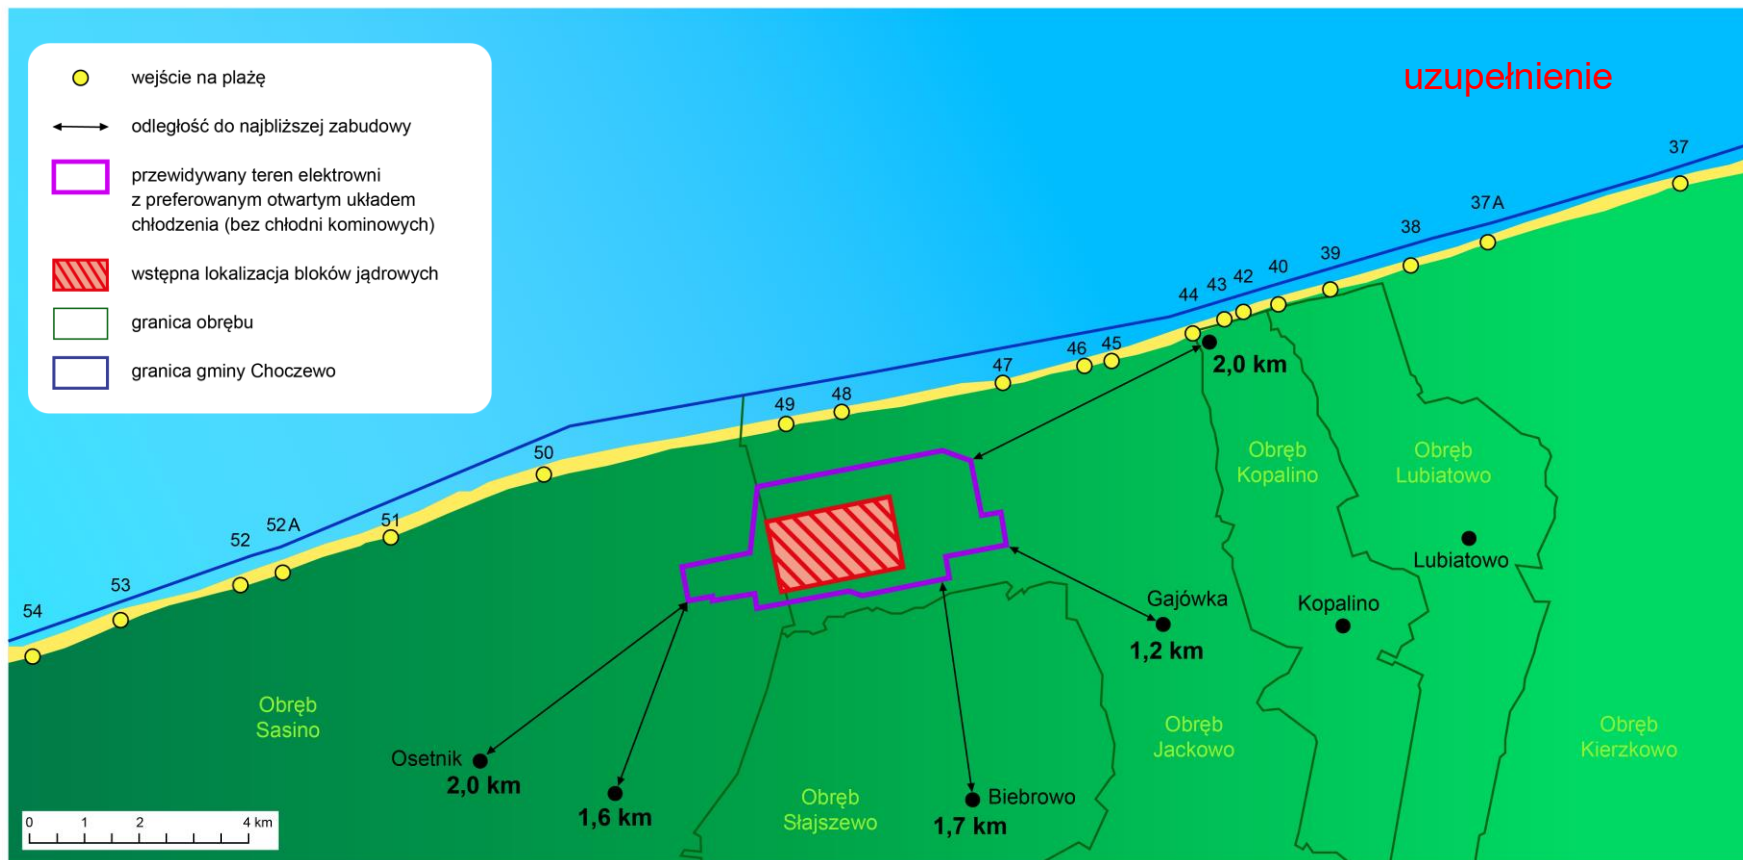 uzupełnienie
wejście na plażę
odległość do najbliższej zabudowy
przewidywany teren elektrowni
z preferowanym otwartym układem
chłodzenia (bez chłodni kominowych)
wstępna lokalizacja bloków jądrowych
granica obrębu
granica gminy Choczewo
37
37A
38
39
40
42
43
44
45
46
47
48
49
50
51
52A
52
53
54
2,0 km
Obręb
Kopalino
Obręb
Lubiatowo
Lubiatowo
Gajówka
1,2 km
Kopalino
Obręb
Sasino
Obręb
Jackowo
Obręb
Kierzkowo
Osetnik
2,0 km
1,6 km
Obręb
Słajszewo
Biebrowo
1,7 km
0 1 2 4 km